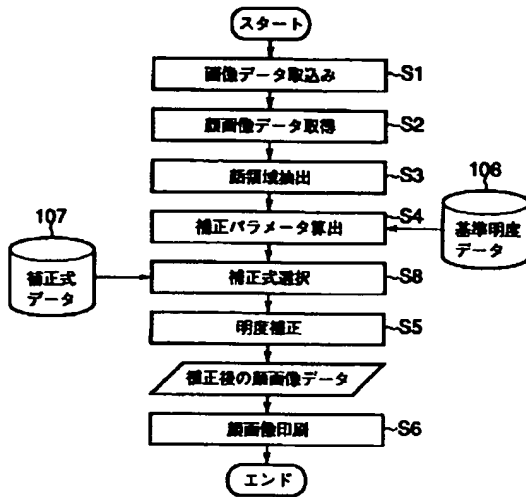 スタート
画像データ取込み S1
顔画像データ取得 S2
顔領域抽出 S3
106
107
S4
補正パラメータ算出
基準明度
データ
補正式
データ
補正式選択 S8
明度補正 S5
補正後の顔画像データ
顔画像印刷 S6
エンド